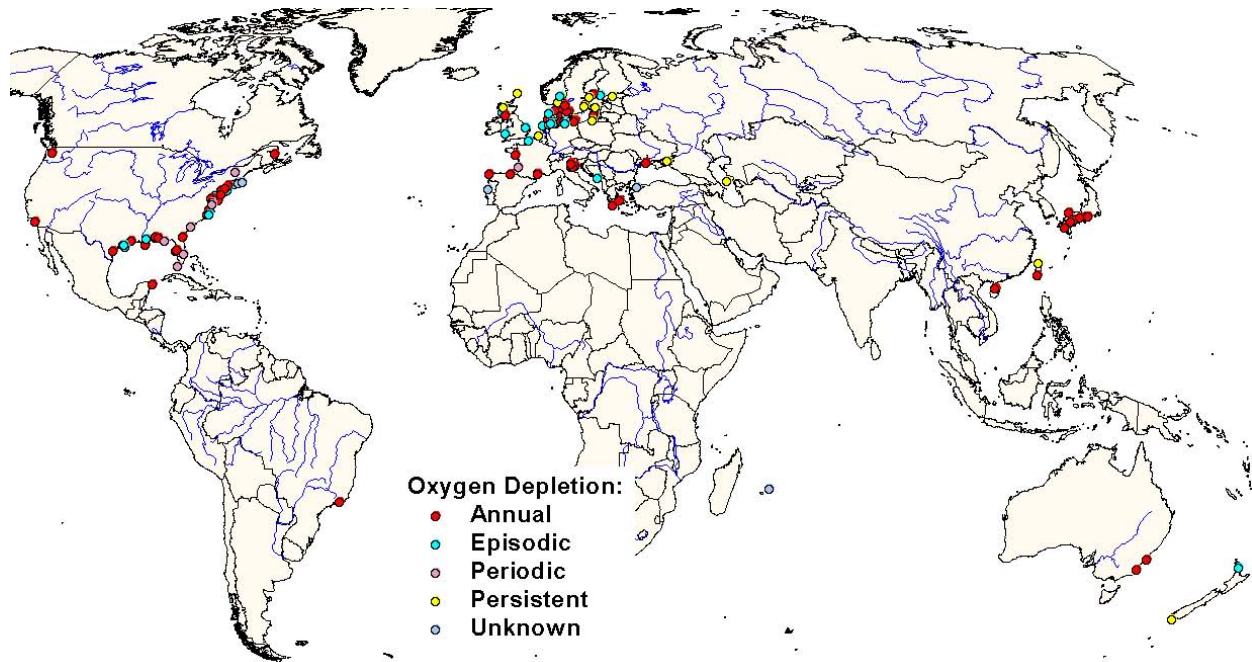 Oxygen Depletion:
Annual
Episodic
Periodic
Persistent
Unknown